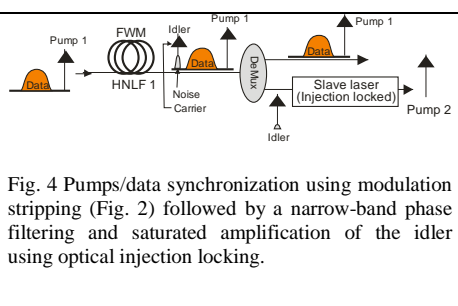 FWM
Pump 1
Data
HNLF 1
Idler
Noise
Carrier
Data
Pump 1
DeMux
Data
Pump 1
Idler
Slave laser
(Injection locked)
Pump 2
Fig. 4 Pumps/data synchronization using modulation
stripping (Fig. 2) followed by a narrow-band phase
filtering and saturated amplification of the idler
using optical injection locking.